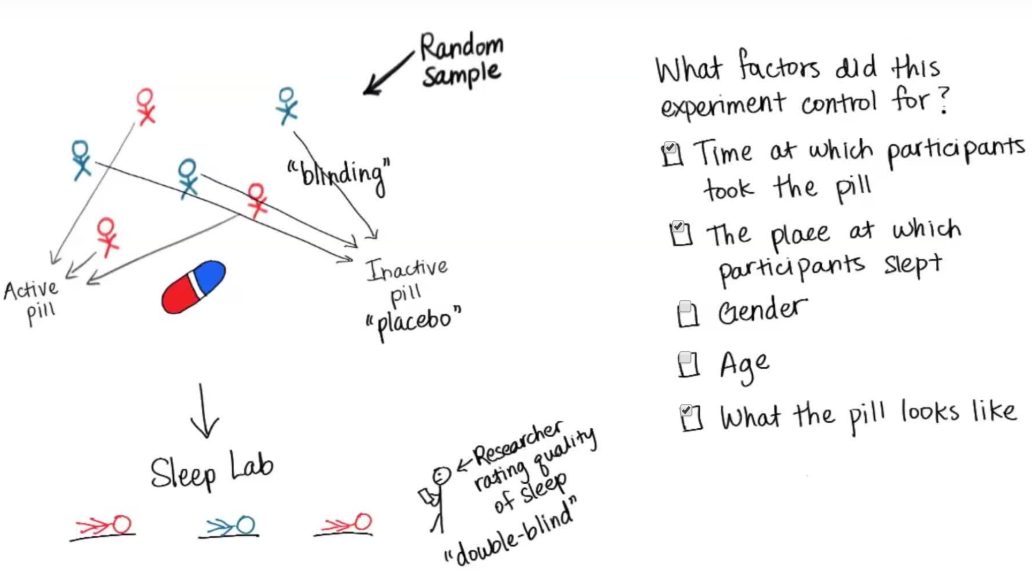 Random
Sample
"blinding"
Active
pill
Inactive
pill
"placebo"
Sleep Lab
Researcher
rating quality
of sleep
"double-blind"
What factors did this
experiment control for?
Time at which participants
took the pill
The place at which
participants slept
Gender
Age
What the pill looks like